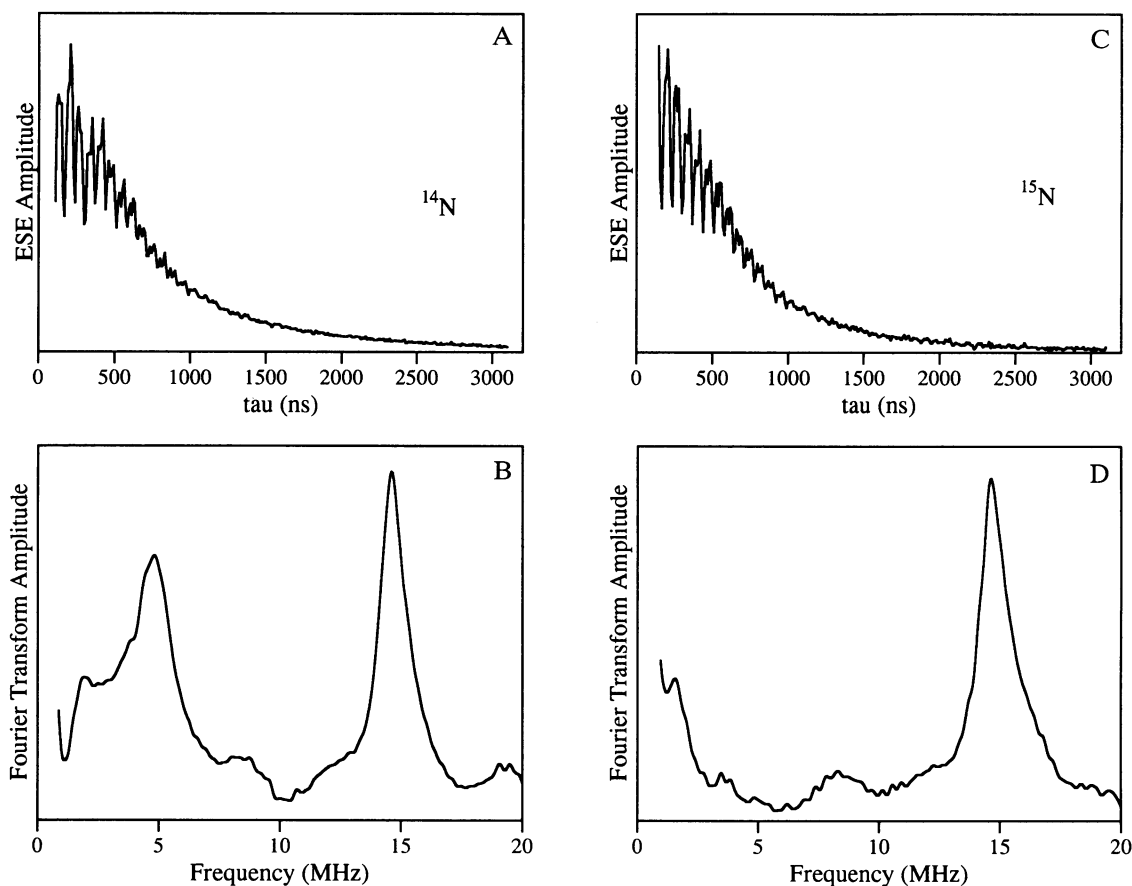 A
ESE Amplitude
14N
0 500 1000 1500 2000 2500 3000
tau (ns)
C
ESE Amplitude
15N
0 500 1000 1500 2000 2500 3000
tau (ns)
B
Fourier Transform Amplitude
0 5 10 15 20
Frequency (MHz)
D
Fourier Transform Amplitude
0 5 10 15 20
Frequency (MHz)